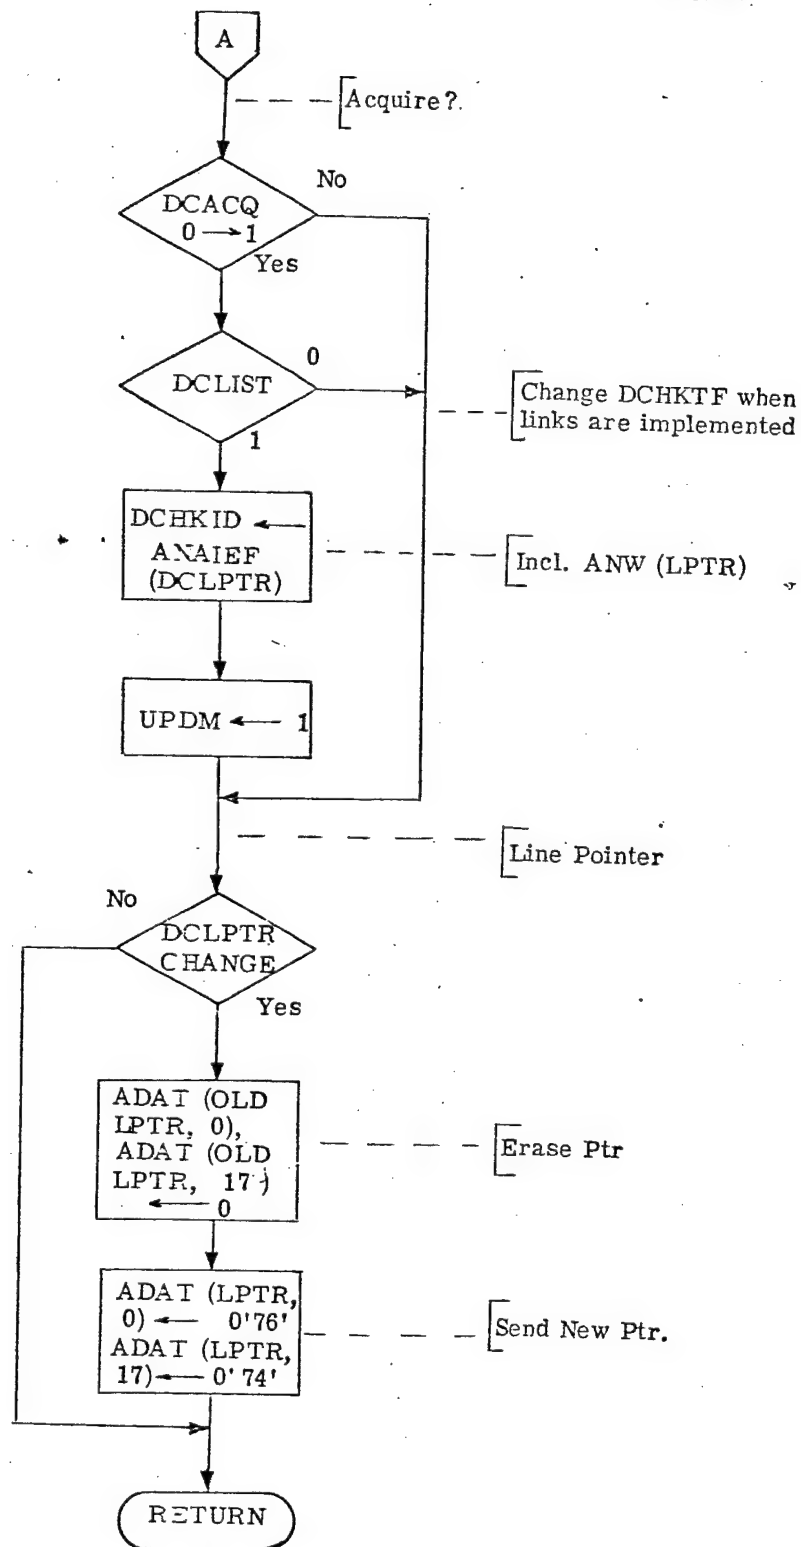 A
Acquire?
No
DCACQ
0 → 1
Yes
0
DCLIST
Change DCHKTF when
links are implemented
1
DCHKID ←
ANAIEF
(DCLPTR)
Incl. ANW (LPTR)
UPDM ← 1
Line Pointer
No
DCLPTR
CHANGE
Yes
ADAT (OLD
LPTR, 0),
ADAT (OLD
LPTR, 17)
← 0
Erase Ptr
ADAT (LPTR,
0) ← 0'76'
ADAT (LPTR,
17) ← 0'74'
Send New Ptr.
RETURN